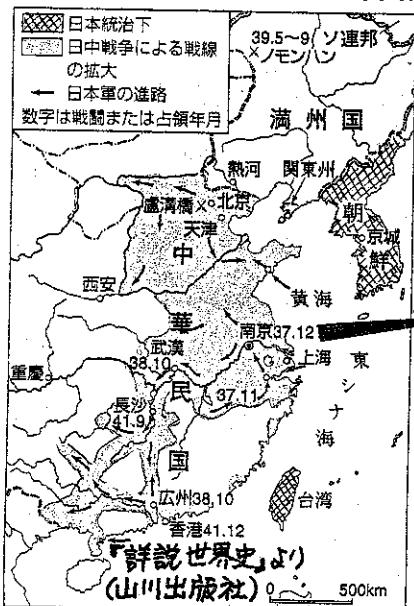 日本統治下
日中戦争による戦線
の拡大
日本軍の進路
数字は戦闘または占領年月
39.5〜9
ノモンハン
ソ連邦
満州国
熱河
関東州
盧溝橋
北京
天津
朝鮮
京城
中華民国
西安
黄海
南京37.12
武漢
38.10
上海
東シナ海
重慶
長沙
41.9
37.11
広州38.10
香港41.12
台湾
『詳説世界史』より
(山川出版社)
0 500km